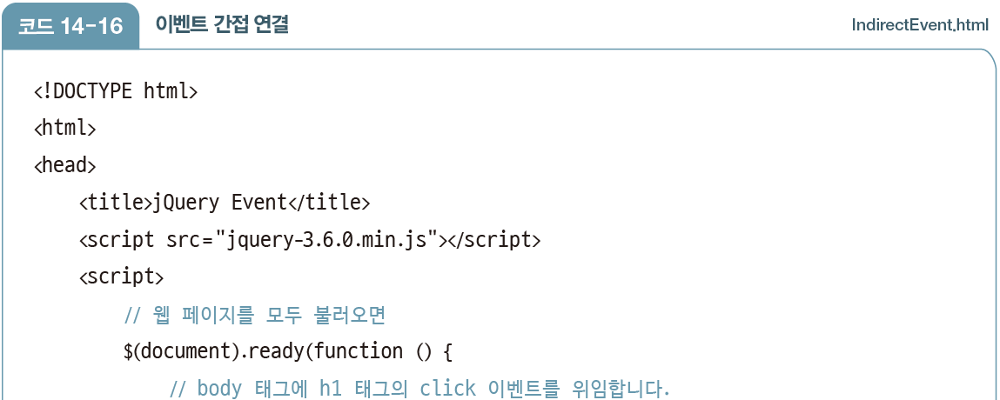 코드 14-16 이벤트 간접 연결 IndirectEvent.html
<!DOCTYPE html>
<html>
<head>
    <title>jQuery Event</title>
    <script src="jquery-3.6.0.min.js"></script>
    <script>
        // 웹 페이지를 모두 불러오면
        $(document).ready(function () {
            // body 태그에 h1 태그의 click 이벤트를 위임합니다.